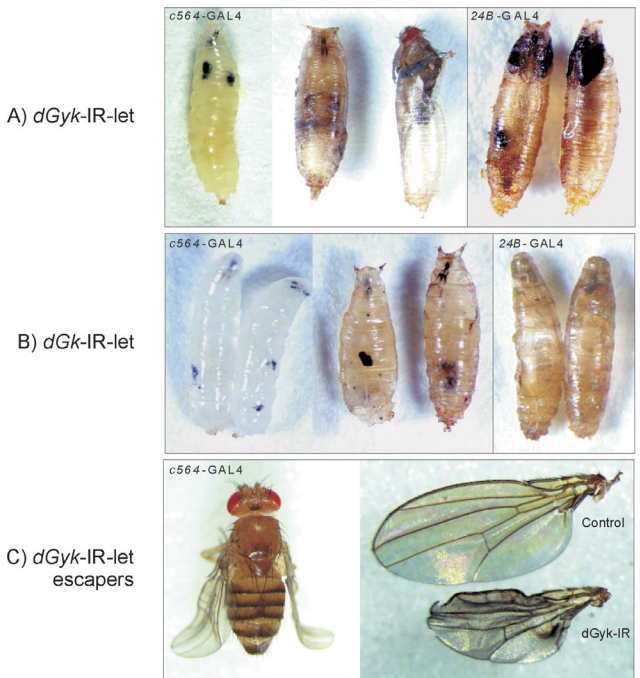 c564-GAL4
24B-GAL4
A) dGyk-IR-let
c564-GAL4
24B-GAL4
B) dGk-IR-let
c564-GAL4
Control
C) dGyk-IR-let
escapers
dGyk-IR